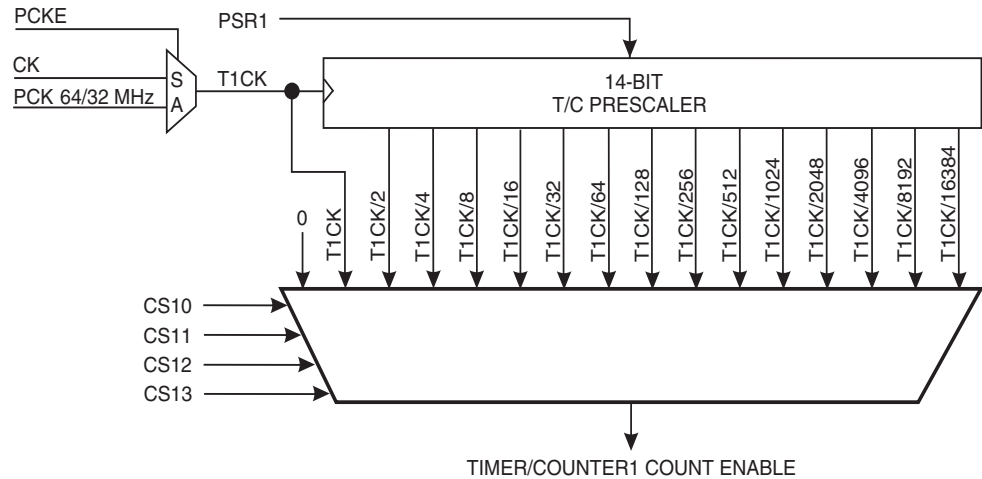 PCKE
PSR1
CK
S
T1CK
14-BIT
T/C PRESCALER
PCK 64/32 MHz
A
0
T1CK
T1CK/2
T1CK/4
T1CK/8
T1CK/16
T1CK/32
T1CK/64
T1CK/128
T1CK/256
T1CK/512
T1CK/1024
T1CK/2048
T1CK/4096
T1CK/8192
T1CK/16384
CS10
CS11
CS12
CS13
TIMER/COUNTER1 COUNT ENABLE